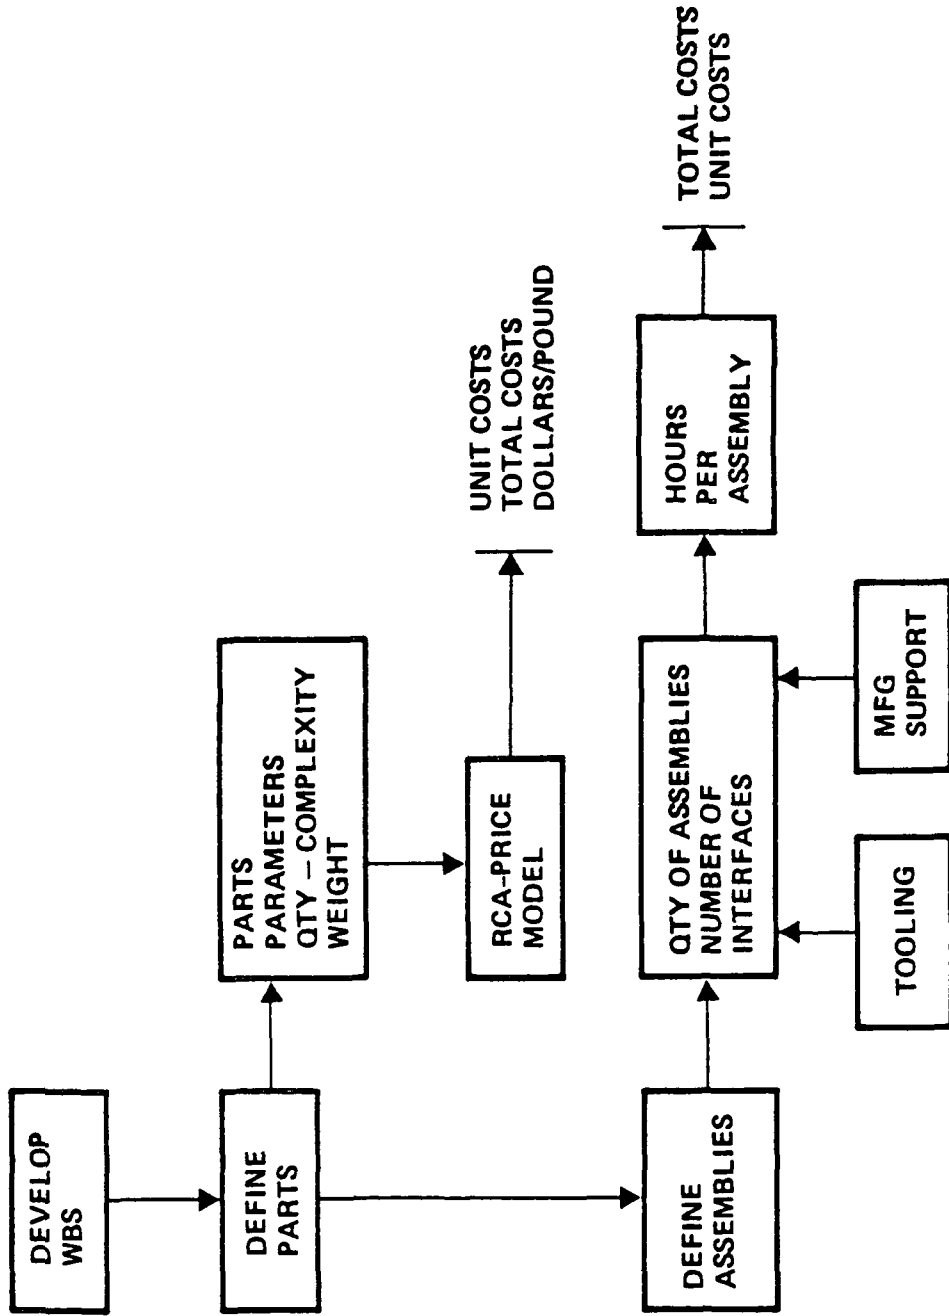 DEVELOP
WBS
DEFINE
PARTS
PARTS
PARAMETERS
QTY – COMPLEXITY
WEIGHT
RCA-PRICE
MODEL
UNIT COSTS
TOTAL COSTS
DOLLARS/POUND
DEFINE
ASSEMBLIES
QTY OF ASSEMBLIES
NUMBER OF
INTERFACES
HOURS
PER
ASSEMBLY
TOTAL COSTS
UNIT COSTS
TOOLING
MFG
SUPPORT